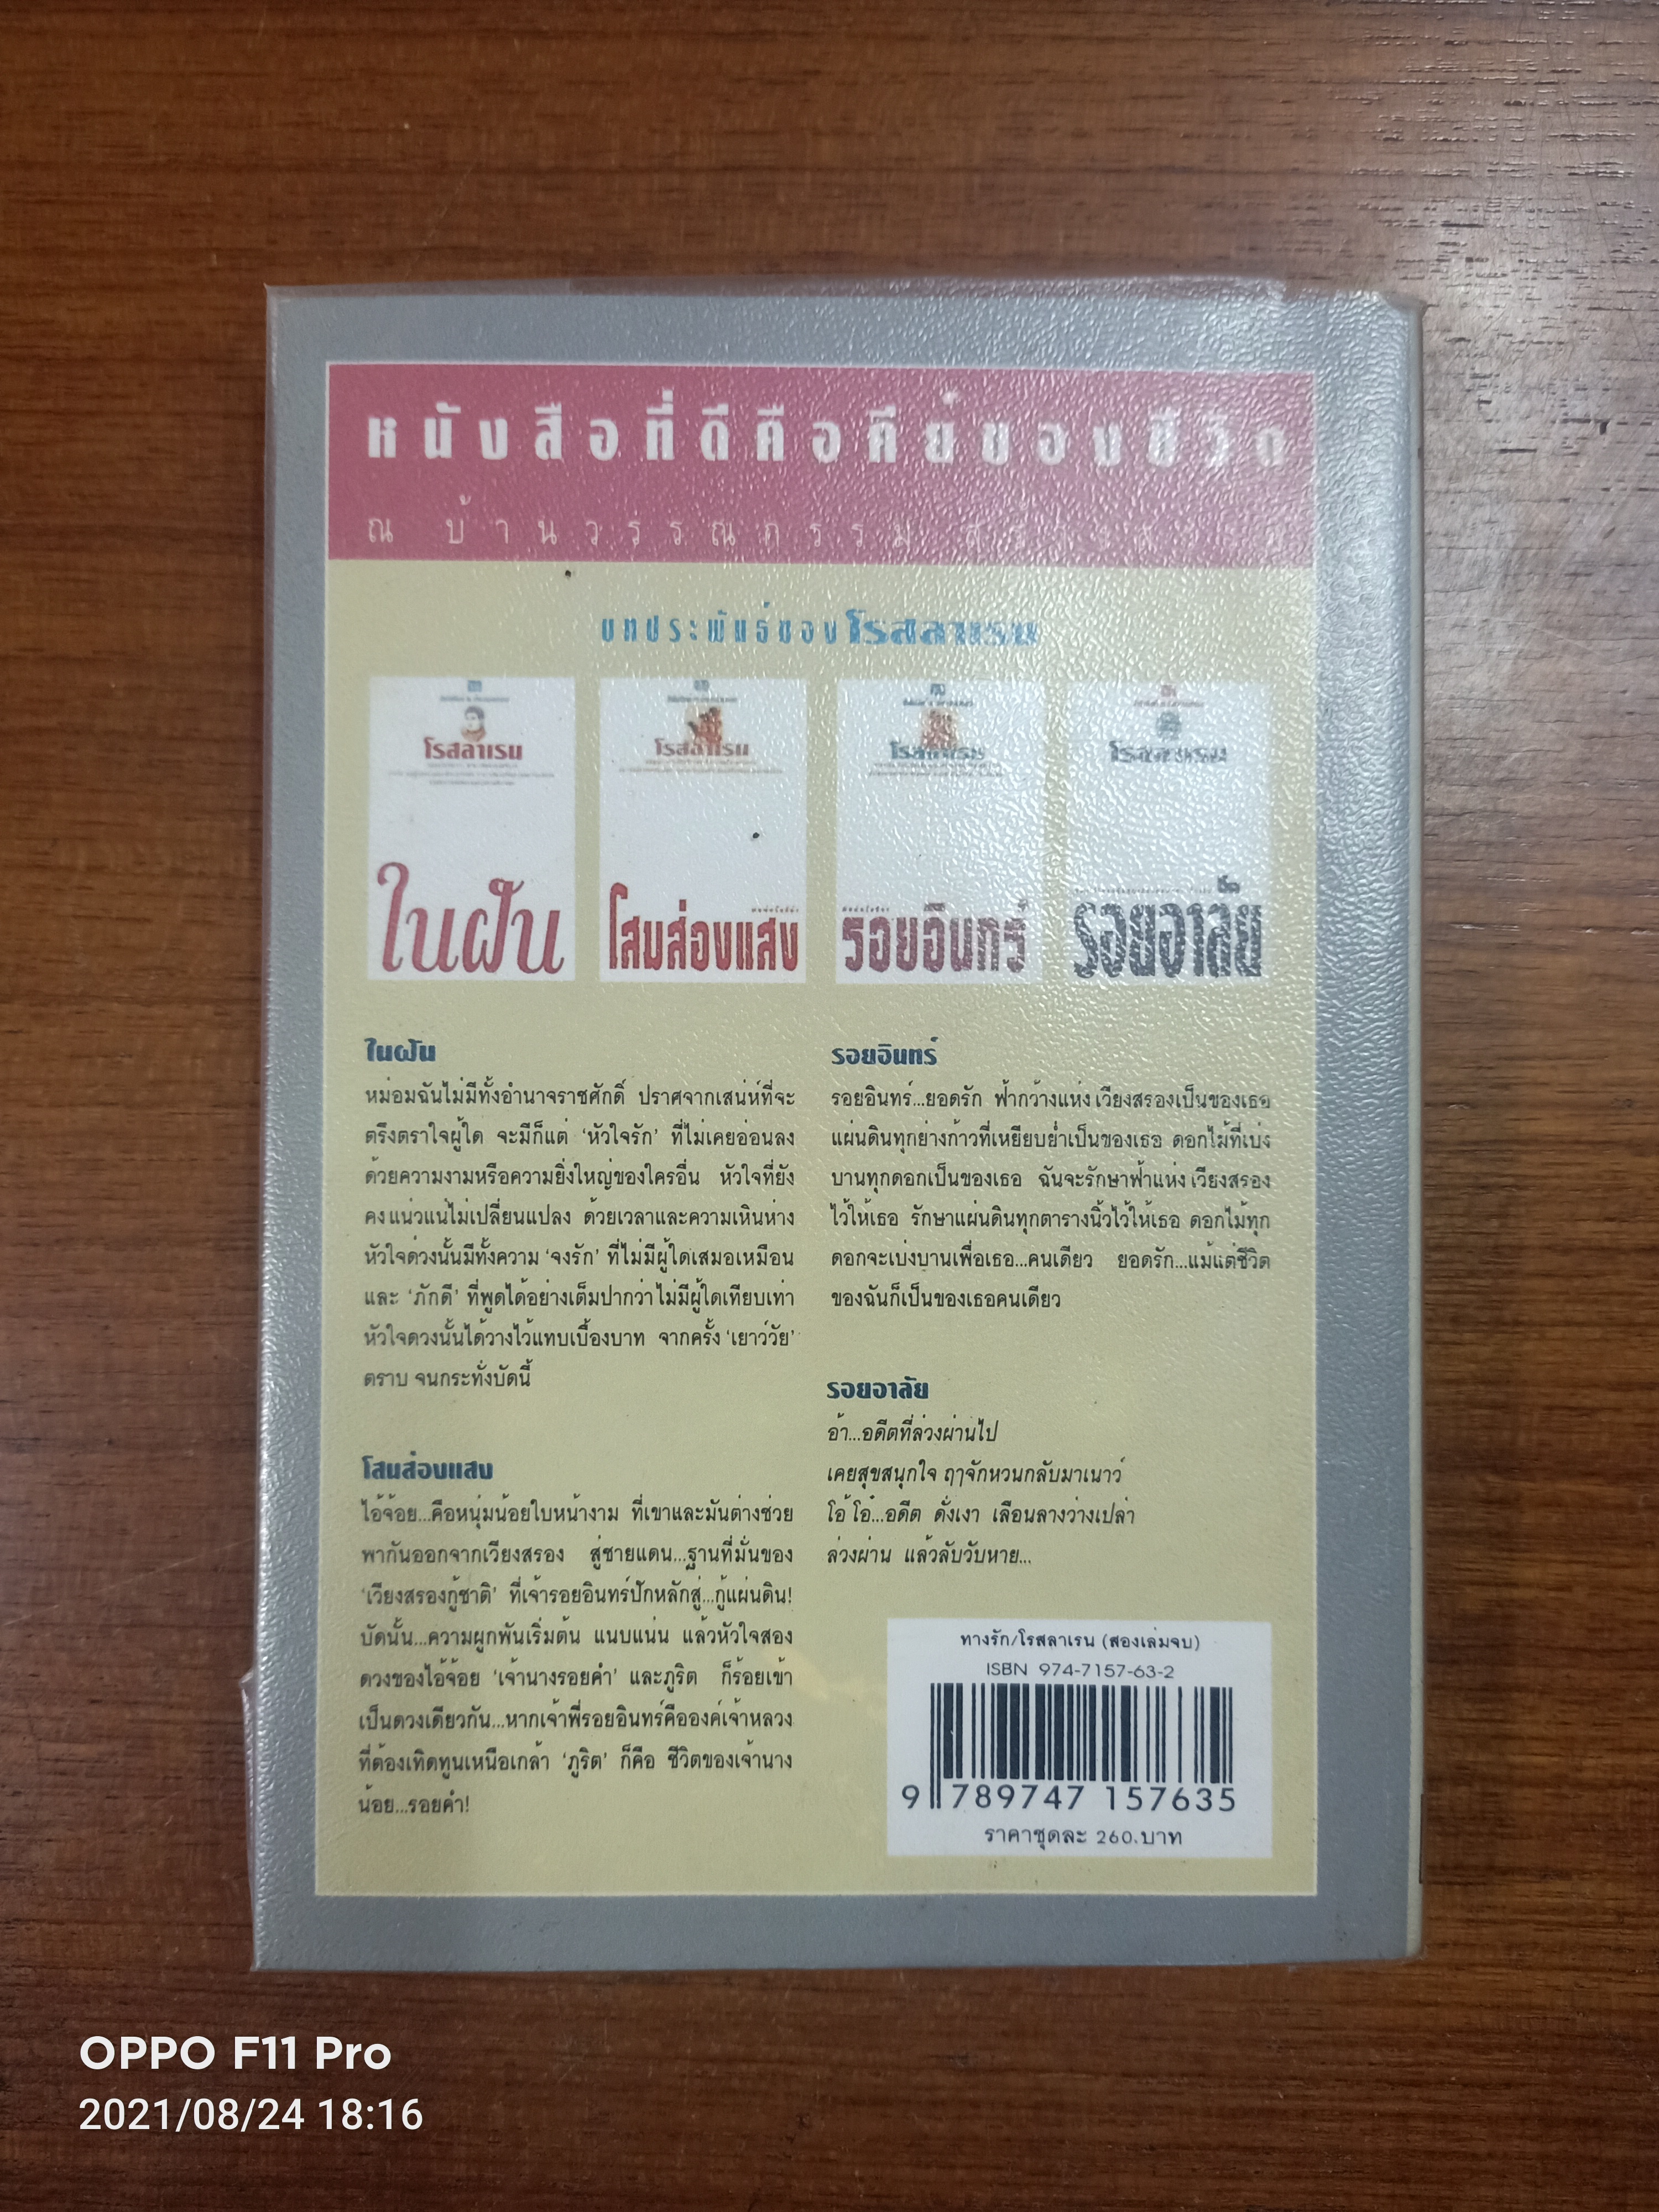 หนังสือที่ดีคือคีย์ของชีวิต
ณ บ้านวรรณกรรม
บทประพันธ์ของโรสลาเรน
โรสลาเรน
โรสลาเรน
โรสลาเรน
โรสลาเรน
ในฝัน
โสมส่องแสง
รอยอินทร์
รอยอาลัย
ในฝัน
หม่อมฉันไม่มีทั้งอำนาจราชศักดิ์ ปราศจากเสน่ห์ที่จะ
ตรึงตราใจผู้ใด จะมีก็แต่ ‘หัวใจรัก’ ที่ไม่เคยอ่อนลง
ด้วยความงามหรือความยิ่งใหญ่ของใครอื่น หัวใจที่ยัง
คงแน่วแน่ไม่เปลี่ยนแปลง ด้วยเวลาและความเหินห่าง
หัวใจดวงนั้นมีทั้งความ ‘จงรัก’ ที่ไม่มีผู้ใดเสมอเหมือน
และ ‘ภักดี’ ที่พูดได้อย่างเต็มปากว่าไม่มีผู้ใดเทียบเท่า
หัวใจดวงนั้นได้วางไว้แทบเบื้องบาท จากครั้ง ‘เยาว์วัย’
ตราบ จนกระทั่งบัดนี้
โสมส่องแสง
ไอ้จ้อย...คือหนุ่มน้อยใบหน้างาม ที่เขาและมันต่างช่วย
พากันออกจากเวียงสรอง สู่ชายแดน...ฐานที่มั่นของ
‘เวียงสรองกู้ชาติ’ ที่เจ้ารอยอินทร์ปักหลักสู่...กู้แผ่นดิน!
บัดนั้น...ความผูกพันเริ่มต้น แนบแน่น แล้วหัวใจสอง
ดวงของไอ้จ้อย ‘เจ้านางรอยคำ’ และภูริต ก็ร้อยเข้า
เป็นดวงเดียวกัน...หากเจ้าพี่รอยอินทร์คือองค์เจ้าหลวง
ที่ต้องเทิดทูนเหนือเกล้า ‘ภูริต’ ก็คือ ชีวิตของเจ้านาง
น้อย...รอยคำ!
รอยอินทร์
รอยอินทร์...ยอดรัก ฟ้ากว้างแห่งเวียงสรองเป็นของเธอ
แผ่นดินทุกย่างก้าวที่เหยียบย่ำเป็นของเธอ ดอกไม้ที่เบ่ง
บานทุกดอกเป็นของเธอ ฉันจะรักษาฟ้าแห่งเวียงสรอง
ไว้ให้เธอ รักษาแผ่นดินทุกตารางนิ้วไว้ให้เธอ ดอกไม้ทุก
ดอกจะเบ่งบานเพื่อเธอ...คนเดียว ยอดรัก...แม้แต่ชีวิต
ของฉันก็เป็นของเธอคนเดียว
รอยอาลัย
อ้า...อดีตที่ล่วงผ่านไป
เคยสุขสนุกใจ ฤๅจักหวนกลับมาเนาว์
โอ้โอ๋...อดีต ดั่งเงา เลือนลางว่างเปล่า
ล่วงผ่าน แล้วลับวับหาย...
ทางรัก/โรสลาเรน (สองเล่มจบ)
ISBN 974-7157-63-2
9 789747 157635
ราคาชุดละ 260.บาท
OPPO F11 Pro
2021/08/24 18:16